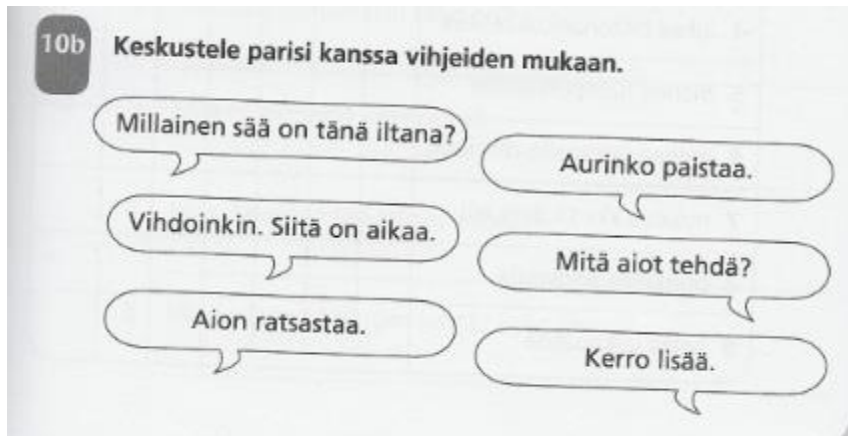 10b Keskustele parisi kanssa vihjeiden mukaan.
Millainen sää on tänä iltana?
Aurinko paistaa.
Vihdoinkin. Siitä on aikaa.
Mitä aiot tehdä?
Aion ratsastaa.
Kerro lisää.